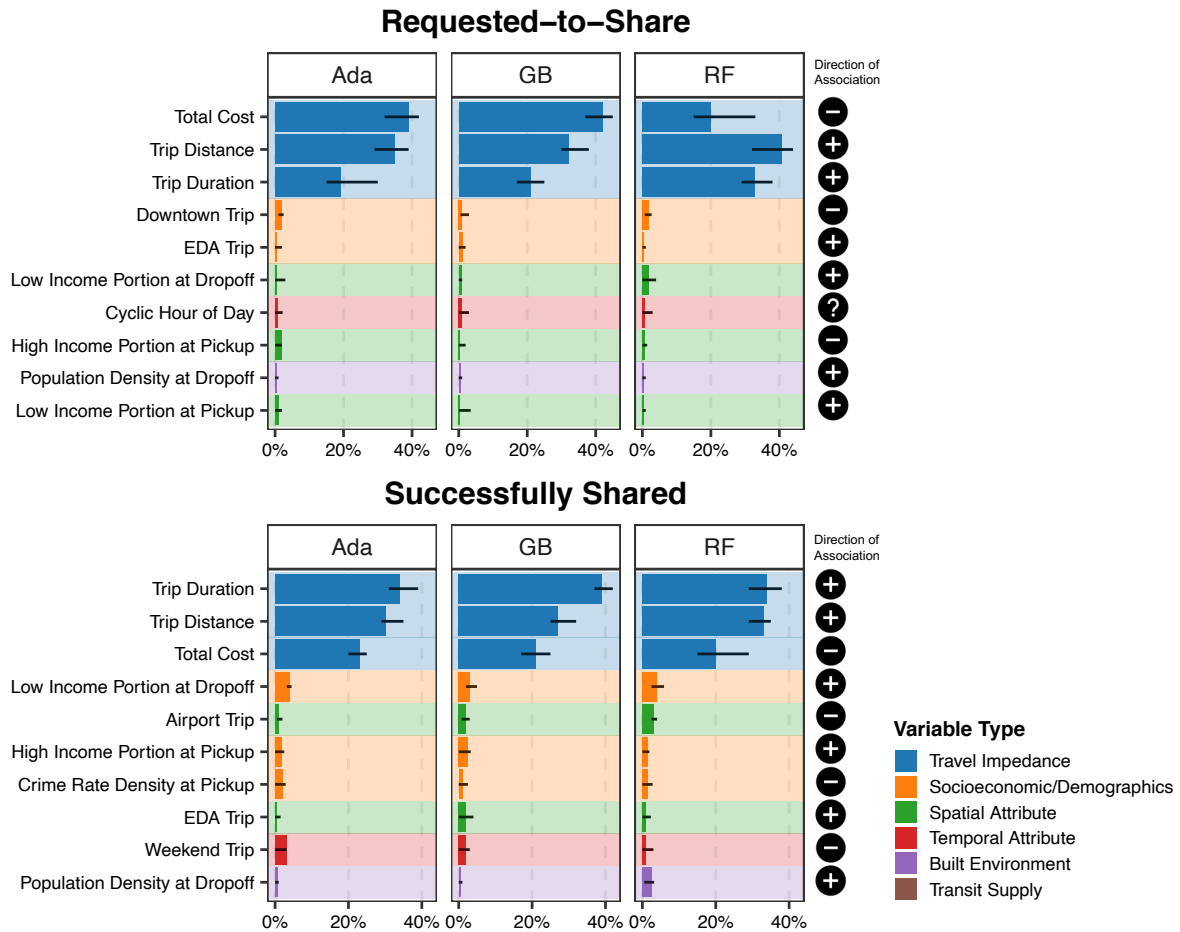 Requested−to−Share
Ada
GB
RF
Direction of
Association
Total Cost
−
Trip Distance
+
Trip Duration
+
Downtown Trip
−
EDA Trip
+
Low Income Portion at Dropoff
+
Cyclic Hour of Day
?
High Income Portion at Pickup
−
Population Density at Dropoff
+
Low Income Portion at Pickup
+
0% 20% 40% 0% 20% 40% 0% 20% 40%
Successfully Shared
Ada
GB
RF
Direction of
Association
Trip Duration
+
Trip Distance
+
Total Cost
−
Low Income Portion at Dropoff
+
Airport Trip
−
High Income Portion at Pickup
+
Crime Rate Density at Pickup
−
EDA Trip
+
Weekend Trip
−
Population Density at Dropoff
+
0% 20% 40% 0% 20% 40% 0% 20% 40%
Variable Type
Travel Impedance
Socioeconomic/Demographics
Spatial Attribute
Temporal Attribute
Built Environment
Transit Supply